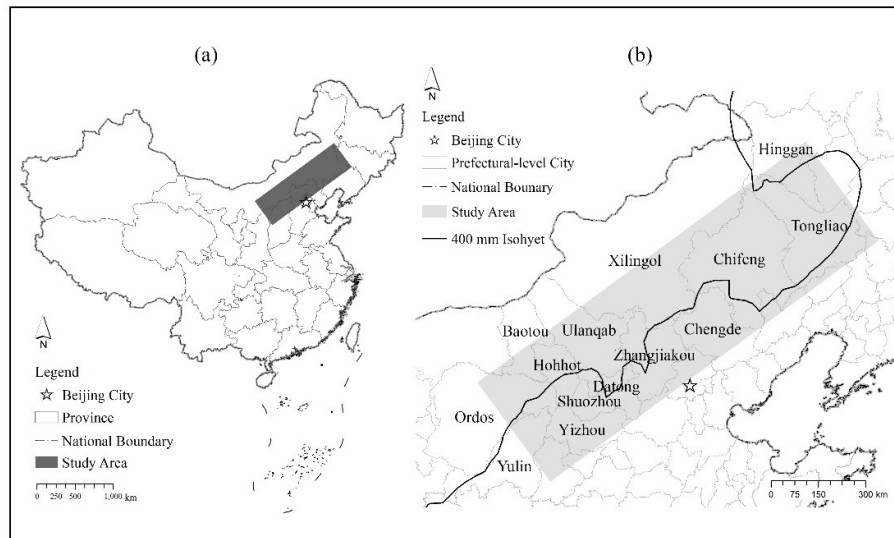 (a)
N
Legend
Beijing City
Province
National Boundary
Study Area
0 250 500 1,000 km
(b)
N
Legend
Beijing City
Prefectural-level City
National Bounary
Study Area
400 mm Isohyet
Hinggan
Tongliao
Xilingol
Chifeng
Baotou
Ulanqab
Chengde
Hohhot
Zhangjiakou
Datong
Shuozhou
Ordos
Yizhou
Yulin
0 75 150 300 km